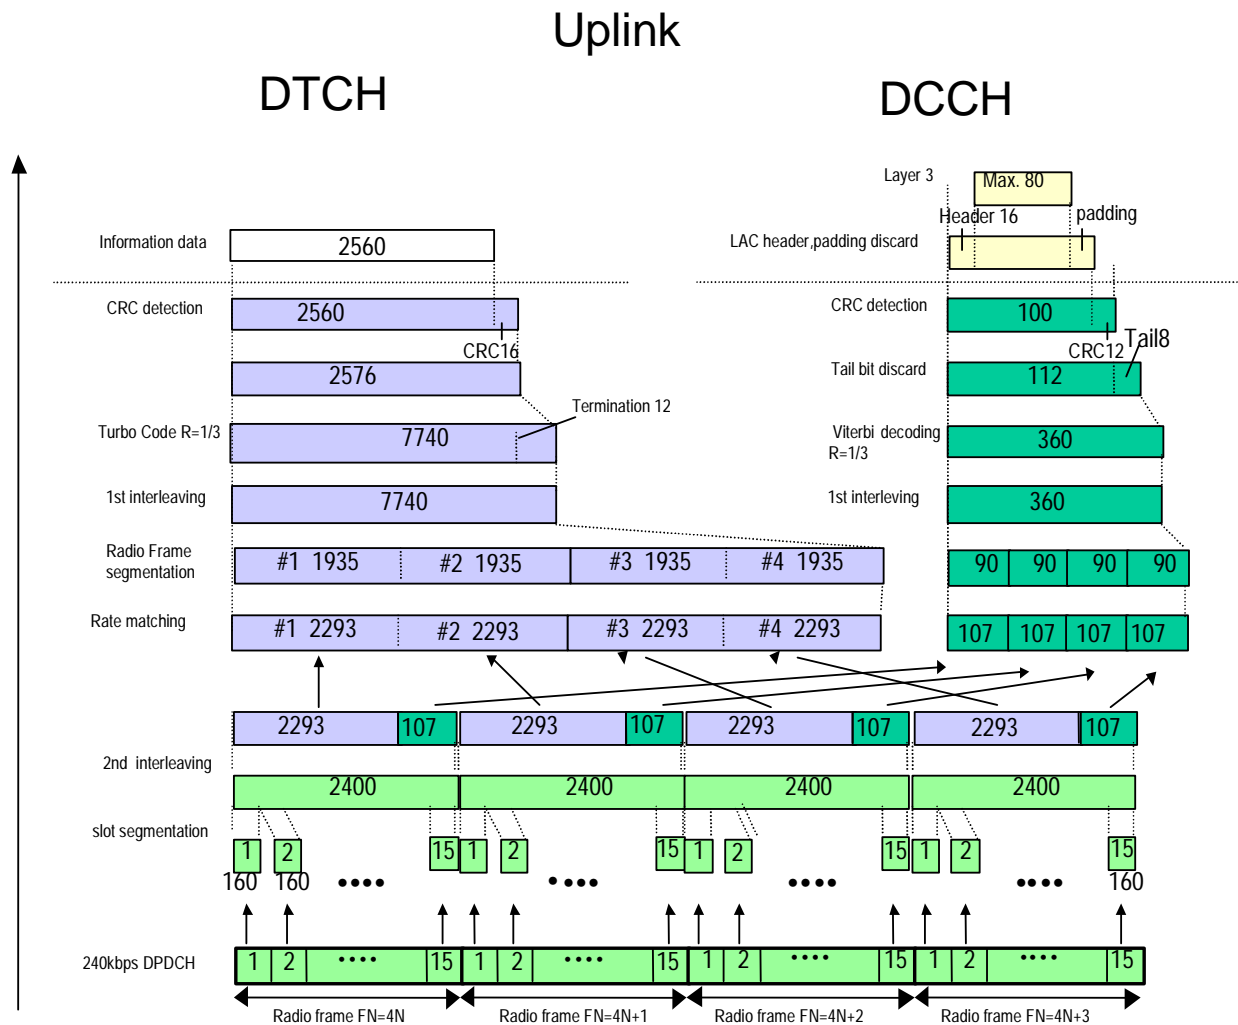 Uplink
DTCH
DCCH
Layer 3
Max. 80
Header 16
padding
Information data
2560
LAC header,padding discard
CRC detection
2560
CRC16
CRC detection
100
CRC12
Tail8
2576
Tail bit discard
112
Termination 12
Turbo Code R=1/3
7740
Viterbi decoding
R=1/3
360
1st interleaving
7740
1st interleving
360
Radio Frame
segmentation
#1 1935
#2 1935
#3 1935
#4 1935
90
90
90
90
Rate matching
#1 2293
#2 2293
#3 2293
#4 2293
107
107
107
107
2293
107
2293
107
2293
107
2293
107
2nd interleaving
2400
2400
2400
2400
slot segmentation
1
2
15
1
2
15
1
2
15
1
2
15
160
160
••••
••••
••••
••••
160
240kbps DPDCH
1
2
••••
15
1
2
••••
15
1
2
••••
15
1
2
••••
15
Radio frame FN=4N
Radio frame FN=4N+1
Radio frame FN=4N+2
Radio frame FN=4N+3